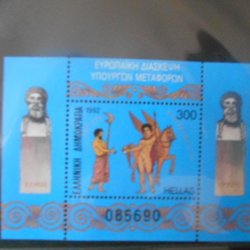 ΕΥΡΩΠΑΪΚΗ ΔΙΑΣΚΕΨΗ
ΥΠΟΥΡΓΩΝ ΜΕΤΑΦΟΡΩΝ
1992
300
ΕΛΛΗΝΙΚΗ ΔΗΜΟΚΡΑΤΙΑ
HELLAS
085690